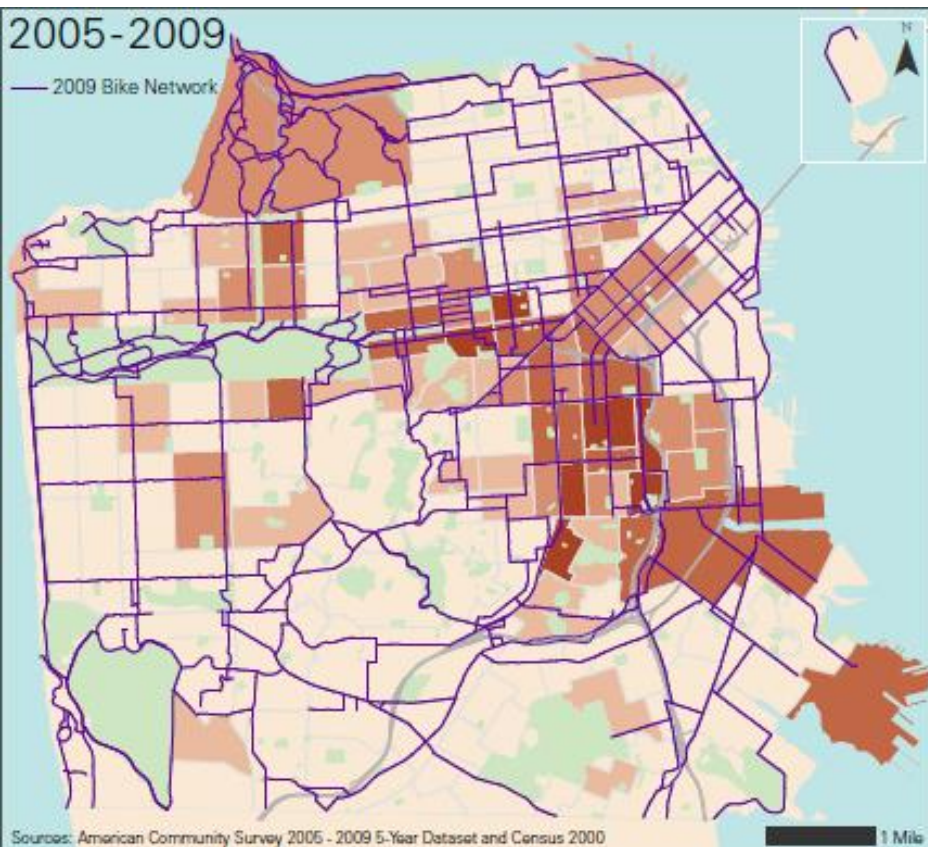 2005-2009
2009 Bike Network
N
Sources: American Community Survey 2005 - 2009 5-Year Dataset and Census 2000
1 Mile